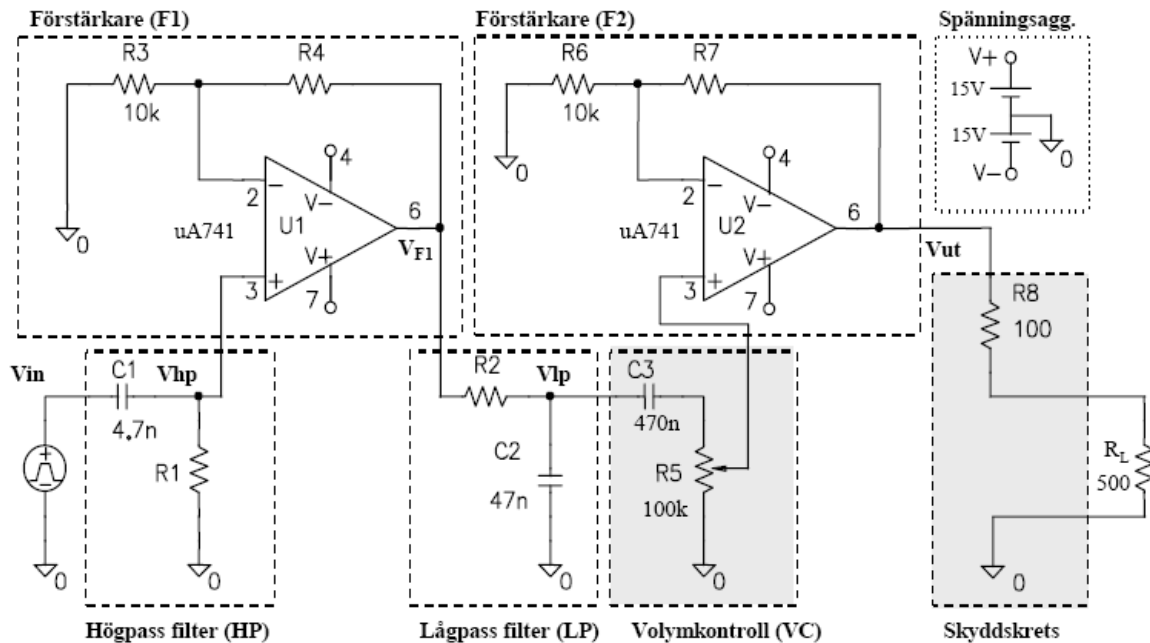 Förstärkare (F1)
Förstärkare (F2)
Spänningsagg.
R3
R4
10k
0
4
2
−
V−
U1
6
uA741
V+
+
3
7
V_F1
R6
R7
10k
0
4
2
−
V−
U2
6
uA741
V+
+
3
7
Vut
V+
15V
15V
0
V−
R8
100
R_L
500
0
Vin
C1
Vhp
4.7n
+
R1
0
0
R2
Vlp
C2
47n
0
C3
470n
R5
100k
0
Högpass filter (HP)
Lågpass filter (LP)
Volymkontroll (VC)
Skyddskrets